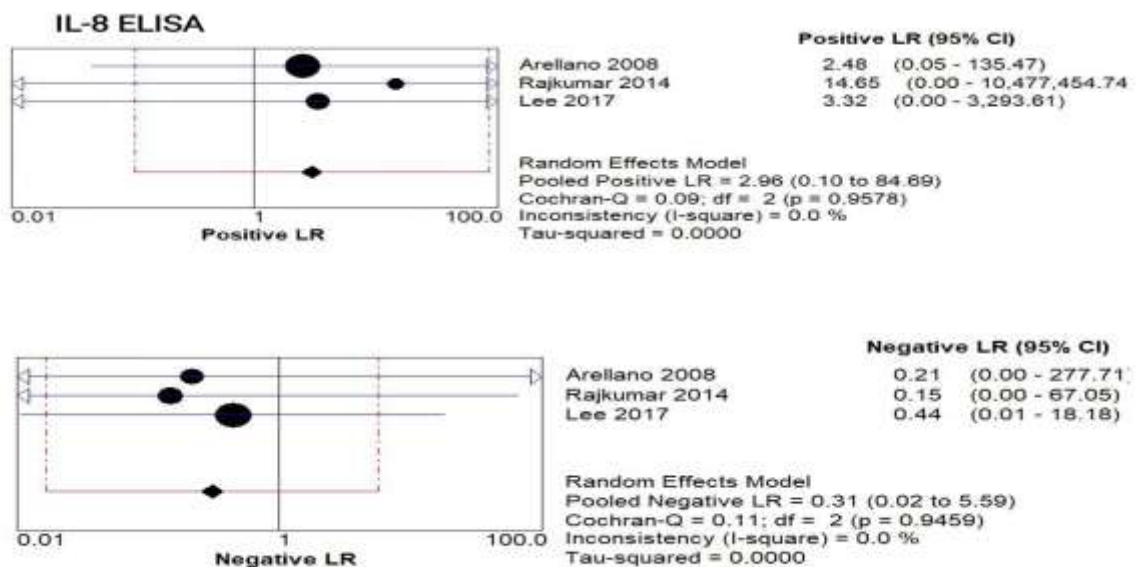 IL-8 ELISA
Positive LR (95% CI)
Arellano 2008 2.48 (0.05 - 135.47)
Rajkumar 2014 14.65 (0.00 - 10,477,454.74
Lee 2017 3.32 (0.00 - 3,293.61)
Random Effects Model
Pooled Positive LR = 2.96 (0.10 to 84.69)
Cochran-Q = 0.09; df = 2 (p = 0.9578)
Inconsistency (I-square) = 0.0 %
Tau-squared = 0.0000
0.01 1 100.0
Positive LR
Negative LR (95% CI)
Arellano 2008 0.21 (0.00 - 277.71)
Rajkumar 2014 0.15 (0.00 - 67.05)
Lee 2017 0.44 (0.01 - 18.18)
Random Effects Model
Pooled Negative LR = 0.31 (0.02 to 5.59)
Cochran-Q = 0.11; df = 2 (p = 0.9459)
Inconsistency (I-square) = 0.0 %
Tau-squared = 0.0000
0.01 1 100.0
Negative LR